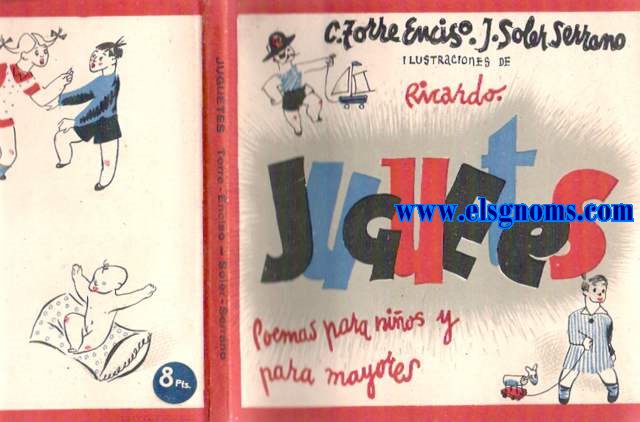 C. Torre Enciso. J. Soler Serrano
ILUSTRACIONES DE
Ricardo.
Juguetes
www.elsgnoms.com
Poemas para niños y
para mayores
JUGUETES Torre-Enciso - Soler-Serrano
8 Pts.